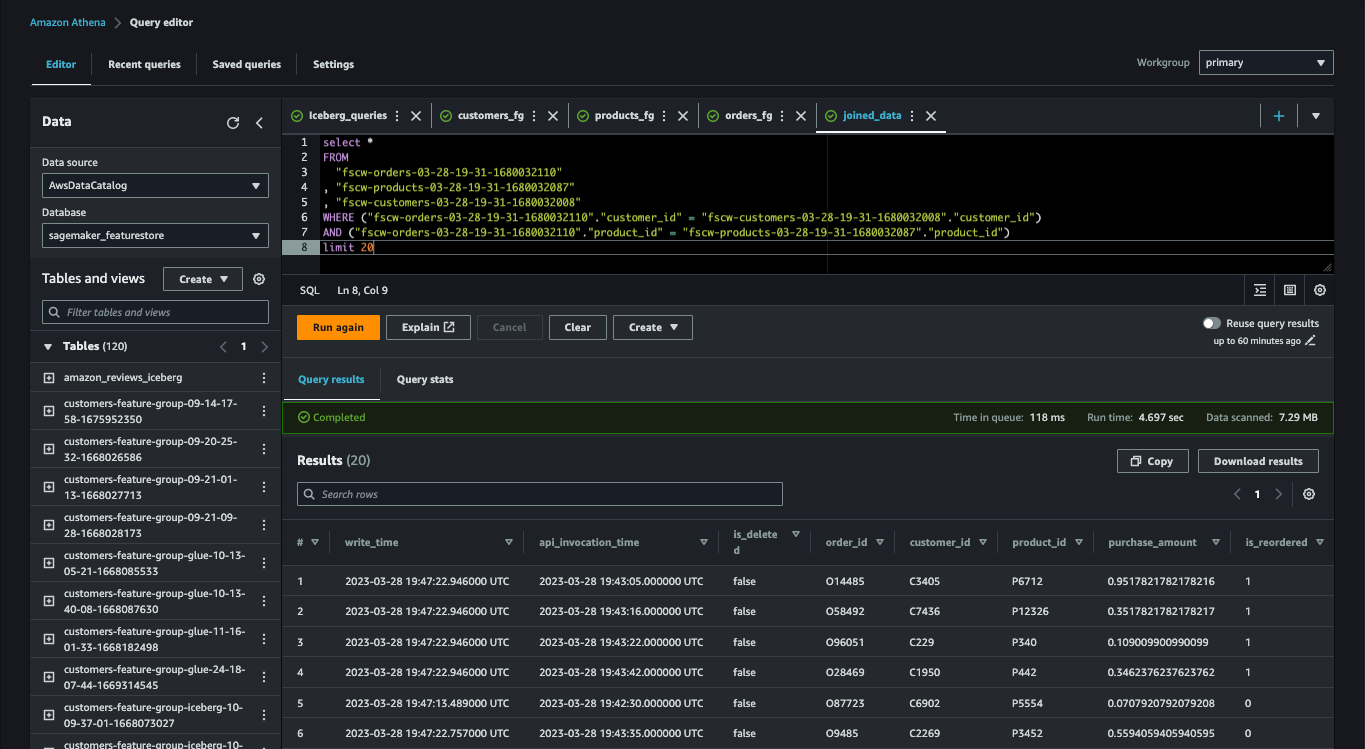 Amazon Athena > Query editor
Editor Recent queries Saved queries Settings
Workgroup primary
Data
Data source
AwsDataCatalog
Database
sagemaker_featurestore
Tables and views Create
Filter tables and views
Tables (120) 1
amazon_reviews_iceberg
customers-feature-group-09-14-17-
58-1675952350
customers-feature-group-09-20-25-
32-1668026586
customers-feature-group-09-21-01-
13-1668027713
customers-feature-group-09-21-09-
28-1668028173
customers-feature-group-glue-10-13-
05-21-1668085533
customers-feature-group-glue-10-13-
40-08-1668087630
customers-feature-group-glue-11-16-
01-33-1668182498
customers-feature-group-glue-24-18-
07-44-1669314545
customers-feature-group-iceberg-10-
09-37-01-1668073027
customers-feature-group-iceberg-10-
Iceberg_queries customers_fg products_fg orders_fg joined_data
1 select *
2 FROM
3 "fscw-orders-03-28-19-31-1680032110"
4 , "fscw-products-03-28-19-31-1680032087"
5 , "fscw-customers-03-28-19-31-1680032008"
6 WHERE ("fscw-orders-03-28-19-31-1680032110"."customer_id" = "fscw-customers-03-28-19-31-1680032008"."customer_id")
7 AND ("fscw-orders-03-28-19-31-1680032110"."product_id" = "fscw-products-03-28-19-31-1680032087"."product_id")
8 limit 20
SQL Ln 8, Col 9
Run again Explain Cancel Clear Create
Reuse query results
up to 60 minutes ago
Query results Query stats
Completed Time in queue: 118 ms Run time: 4.697 sec Data scanned: 7.29 MB
Results (20) Copy Download results
Search rows 1
# write_time api_invocation_time is_deleted order_id customer_id product_id purchase_amount is_reordered
1 2023-03-28 19:47:22.946000 UTC 2023-03-28 19:43:05.000000 UTC false O14485 C3405 P6712 0.9517821782178216 1
2 2023-03-28 19:47:22.946000 UTC 2023-03-28 19:43:16.000000 UTC false O58492 C7436 P12326 0.3517821782178217 1
3 2023-03-28 19:47:22.946000 UTC 2023-03-28 19:43:22.000000 UTC false O96051 C229 P340 0.109009900990099 1
4 2023-03-28 19:47:22.946000 UTC 2023-03-28 19:43:42.000000 UTC false O28469 C1950 P442 0.34623762376237​62 1
5 2023-03-28 19:47:13.489000 UTC 2023-03-28 19:42:30.000000 UTC false O87723 C6902 P5554 0.0707920792079208 0
6 2023-03-28 19:47:22.757000 UTC 2023-03-28 19:43:35.000000 UTC false O9485 C2269 P3452 0.5594059405940595 0